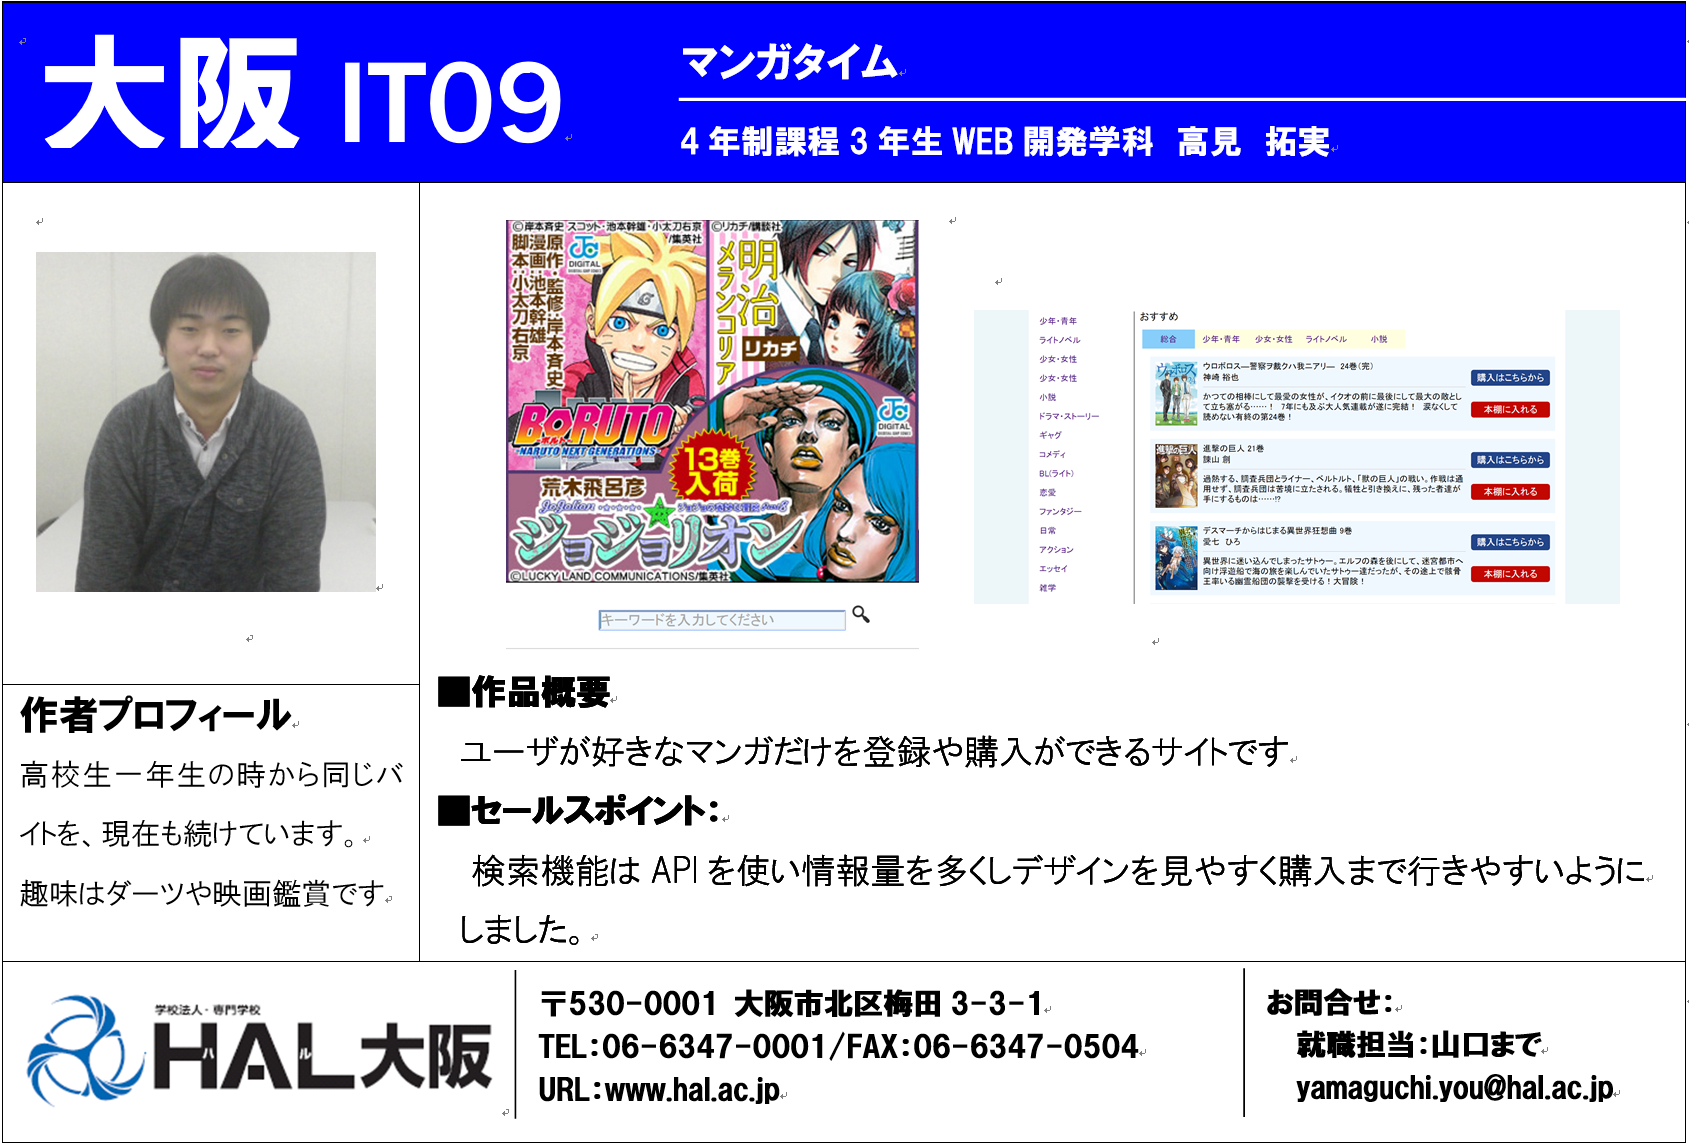 大阪 IT09
マンガタイム
4年制課程3年生WEB開発学科　高見　拓実
©岸本斉史 スコット・池本幹雄・小太刀右京
/集英社
原作・監修：岸本斉史
漫画：池本幹雄
脚本：小太刀右京
DIGITAL
BORUTO
ボルト
-NARUTO NEXT GENERATIONS-
©リカチ/講談社
明治
メランコリア
リカチ
13巻
入荷
DIGITAL
荒木飛呂彦
JoJolion
ジョジョリオン
©LUCKY LAND COMMUNICATIONS/集英社
キーワードを入力してください
少年・青年
ライトノベル
少女・女性
少女・女性
小説
ドラマ・ストーリー
ギャグ
コメディ
BL(ライト)
恋愛
ファンタジー
日常
アクション
エッセイ
雑学
おすすめ
総合 少年・青年 少女・女性 ライトノベル 小説
ウロボロス―警察ヲ裁クハ我ニアリ― 24巻(完)
神崎 裕也
かつての相棒にして最愛の女性が、イクオの前に最後にして最大の敵とし
て立ち塞がる……！ 7年にも及ぶ大人気連載が遂に完結！ 涙なくして
読めない有終の第24巻！
購入はこちらから
本棚に入れる
進撃の巨人
進撃の巨人 21巻
諫山 創
過熱する、調査兵団とライナー、ベルトルト、「獣の巨人」の戦い。作戦は通
用せず、調査兵団は苦境に立たされる。犠牲と引き換えに、残った者達が
手にするものは……!?
購入はこちらから
本棚に入れる
デスマーチからはじまる異世界狂想曲 9巻
愛七 ひろ
異世界に迷い込んでしまったサトゥー。エルフの森を後にして、迷宮都市へ
向け浮遊船で海の旅を楽しんでいたサトゥー達だったが、その途上で骸骨
王率いる幽霊船団の襲撃を受ける！大冒険！
購入はこちらから
本棚に入れる
作者プロフィール
高校生一年生の時から同じバ
イトを、現在も続けています。
趣味はダーツや映画鑑賞です
■作品概要
ユーザが好きなマンガだけを登録や購入ができるサイトです
■セールスポイント：
検索機能は API を使い情報量を多くしデザインを見やすく購入まで行きやすいように
しました。
学校法人・専門学校
HAL大阪
ハ ル
〒530-0001 大阪市北区梅田 3-3-1
TEL：06-6347-0001/FAX：06-6347-0504
URL：www.hal.ac.jp
お問合せ：
就職担当：山口まで
yamaguchi.you@hal.ac.jp